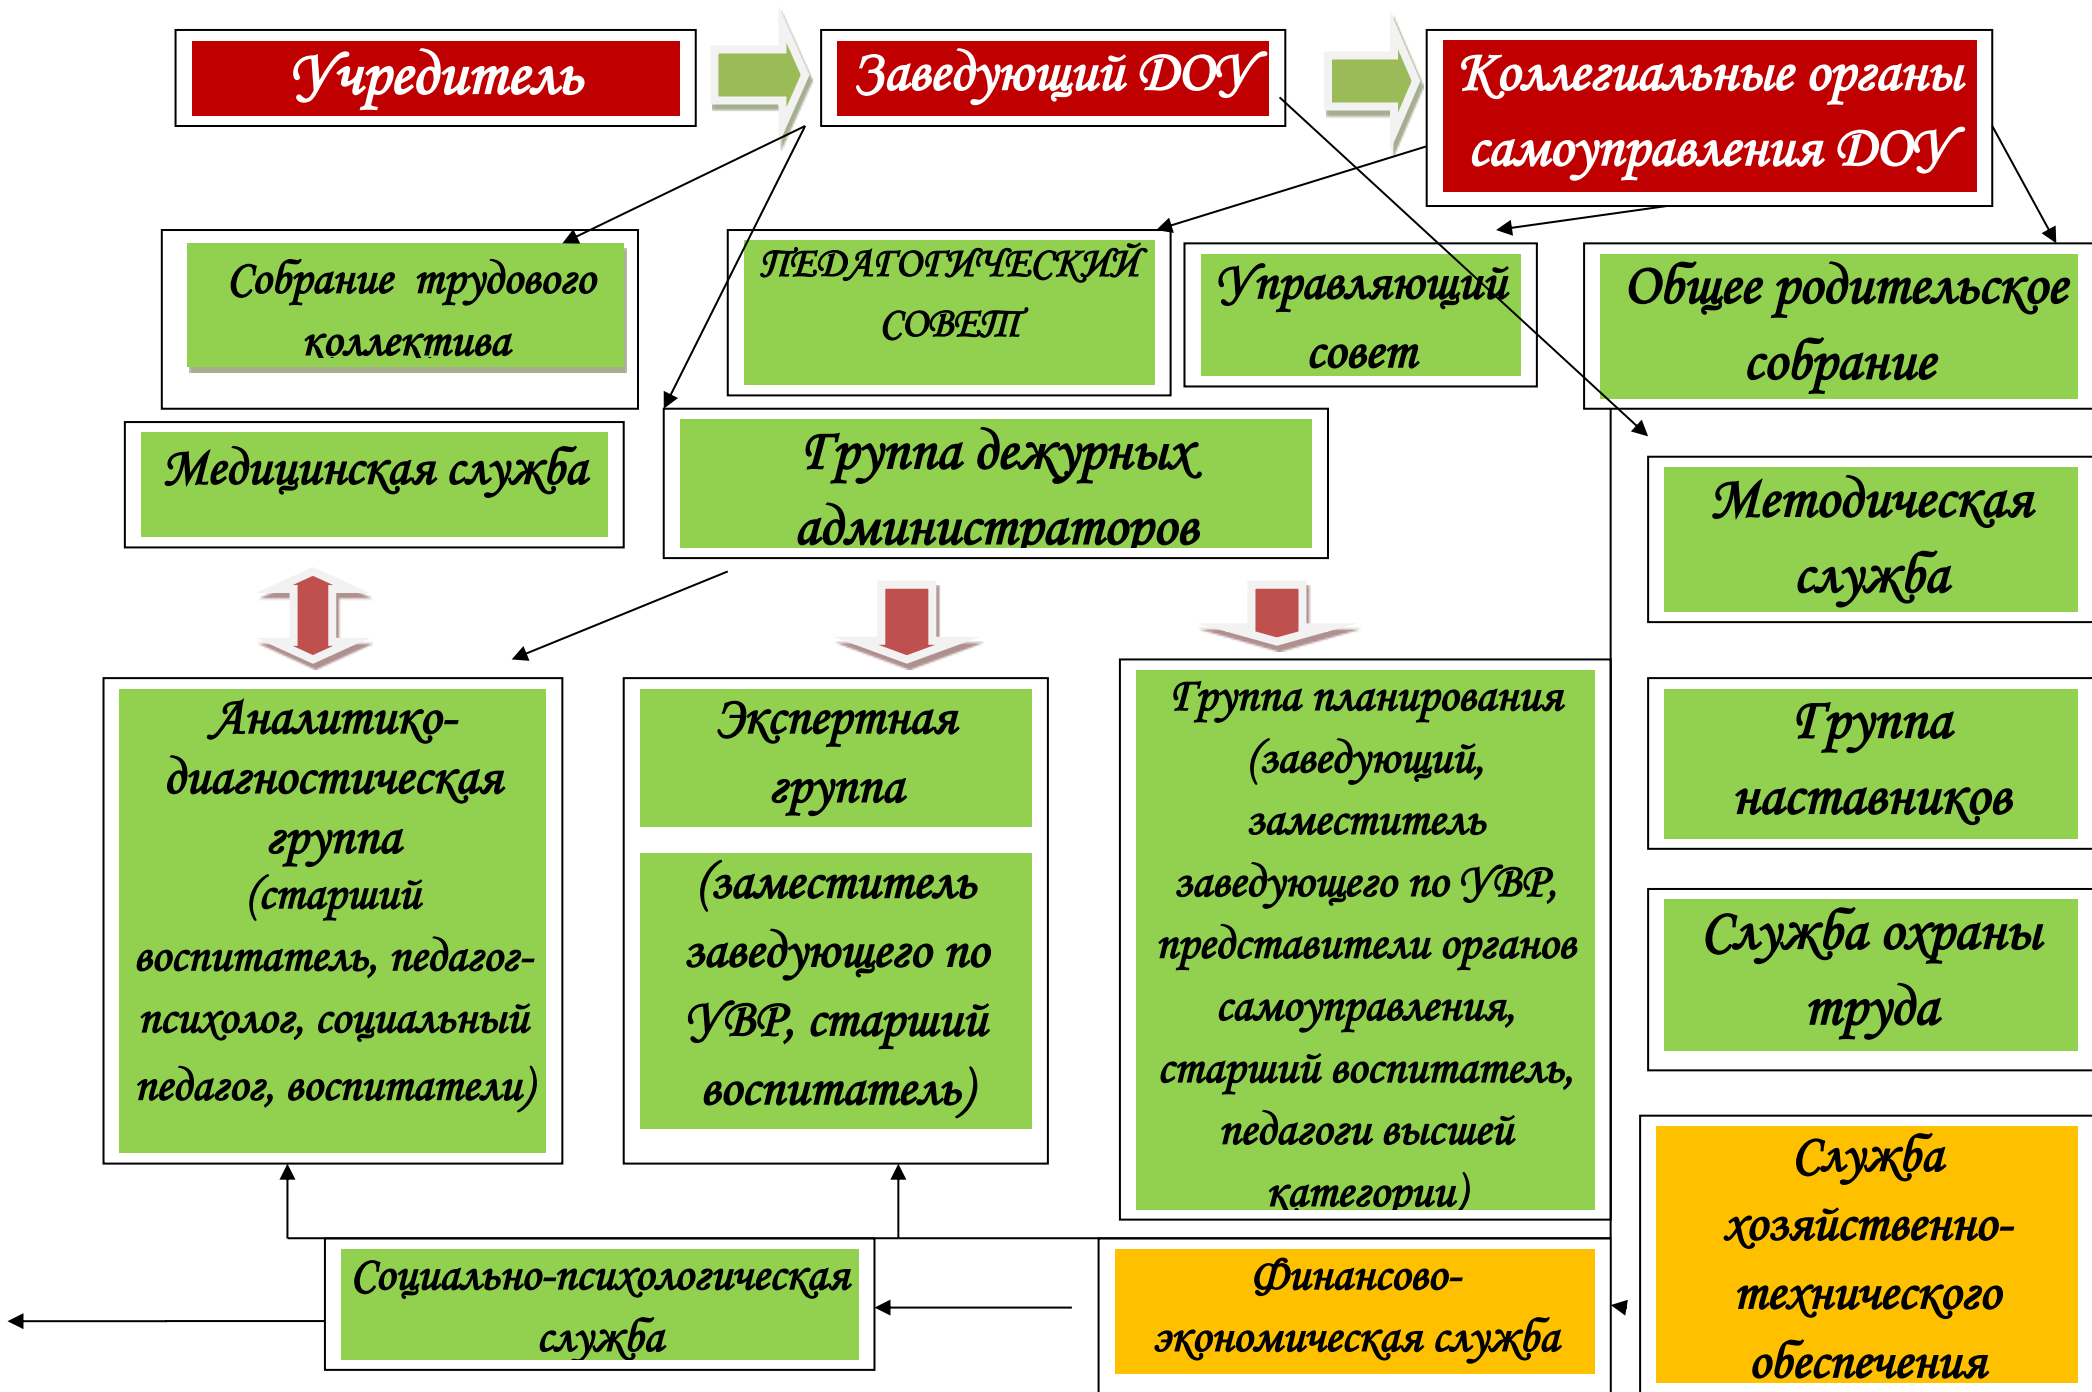 Учредитель
Заведующий ДОУ
Коллегиальные органы
самоуправления ДОУ
Собрание трудового
коллектива
ПЕДАГОГИЧЕСКИЙ
СОВЕТ
Управляющий
совет
Общее родительское
собрание
Медицинская служба
Группа дежурных
администраторов
Методическая
служба
Аналитико-
диагностическая
группа
(старший
воспитатель, педагог-
психолог, социальный
педагог, воспитатели)
Экспертная
группа
(заместитель
заведующего по
УВР, старший
воспитатель)
Группа планирования
(заведующий,
заместитель
заведующего по УВР,
представители органов
самоуправления,
старший воспитатель,
педагоги высшей
категории)
Группа
наставников
Служба охраны
труда
Социально-психологическая
служба
Финансово-
экономическая служба
Служба
хозяйственно-
технического
обеспечения